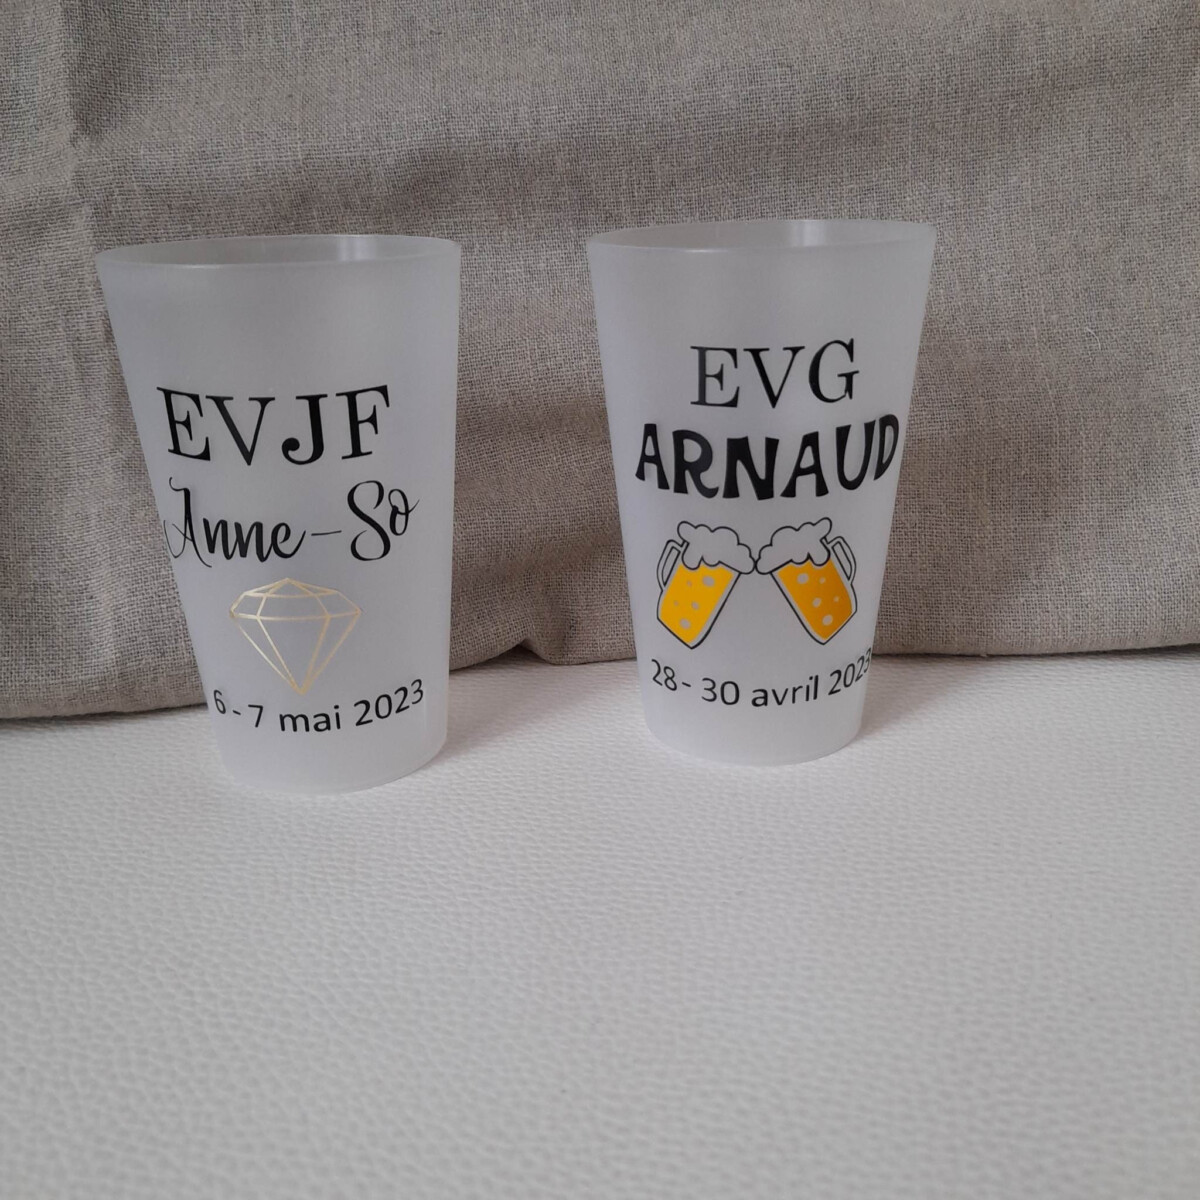 EVJF
Anne-So
6-7 mai 2023
EVG
ARNAUD
28-30 avril 2023